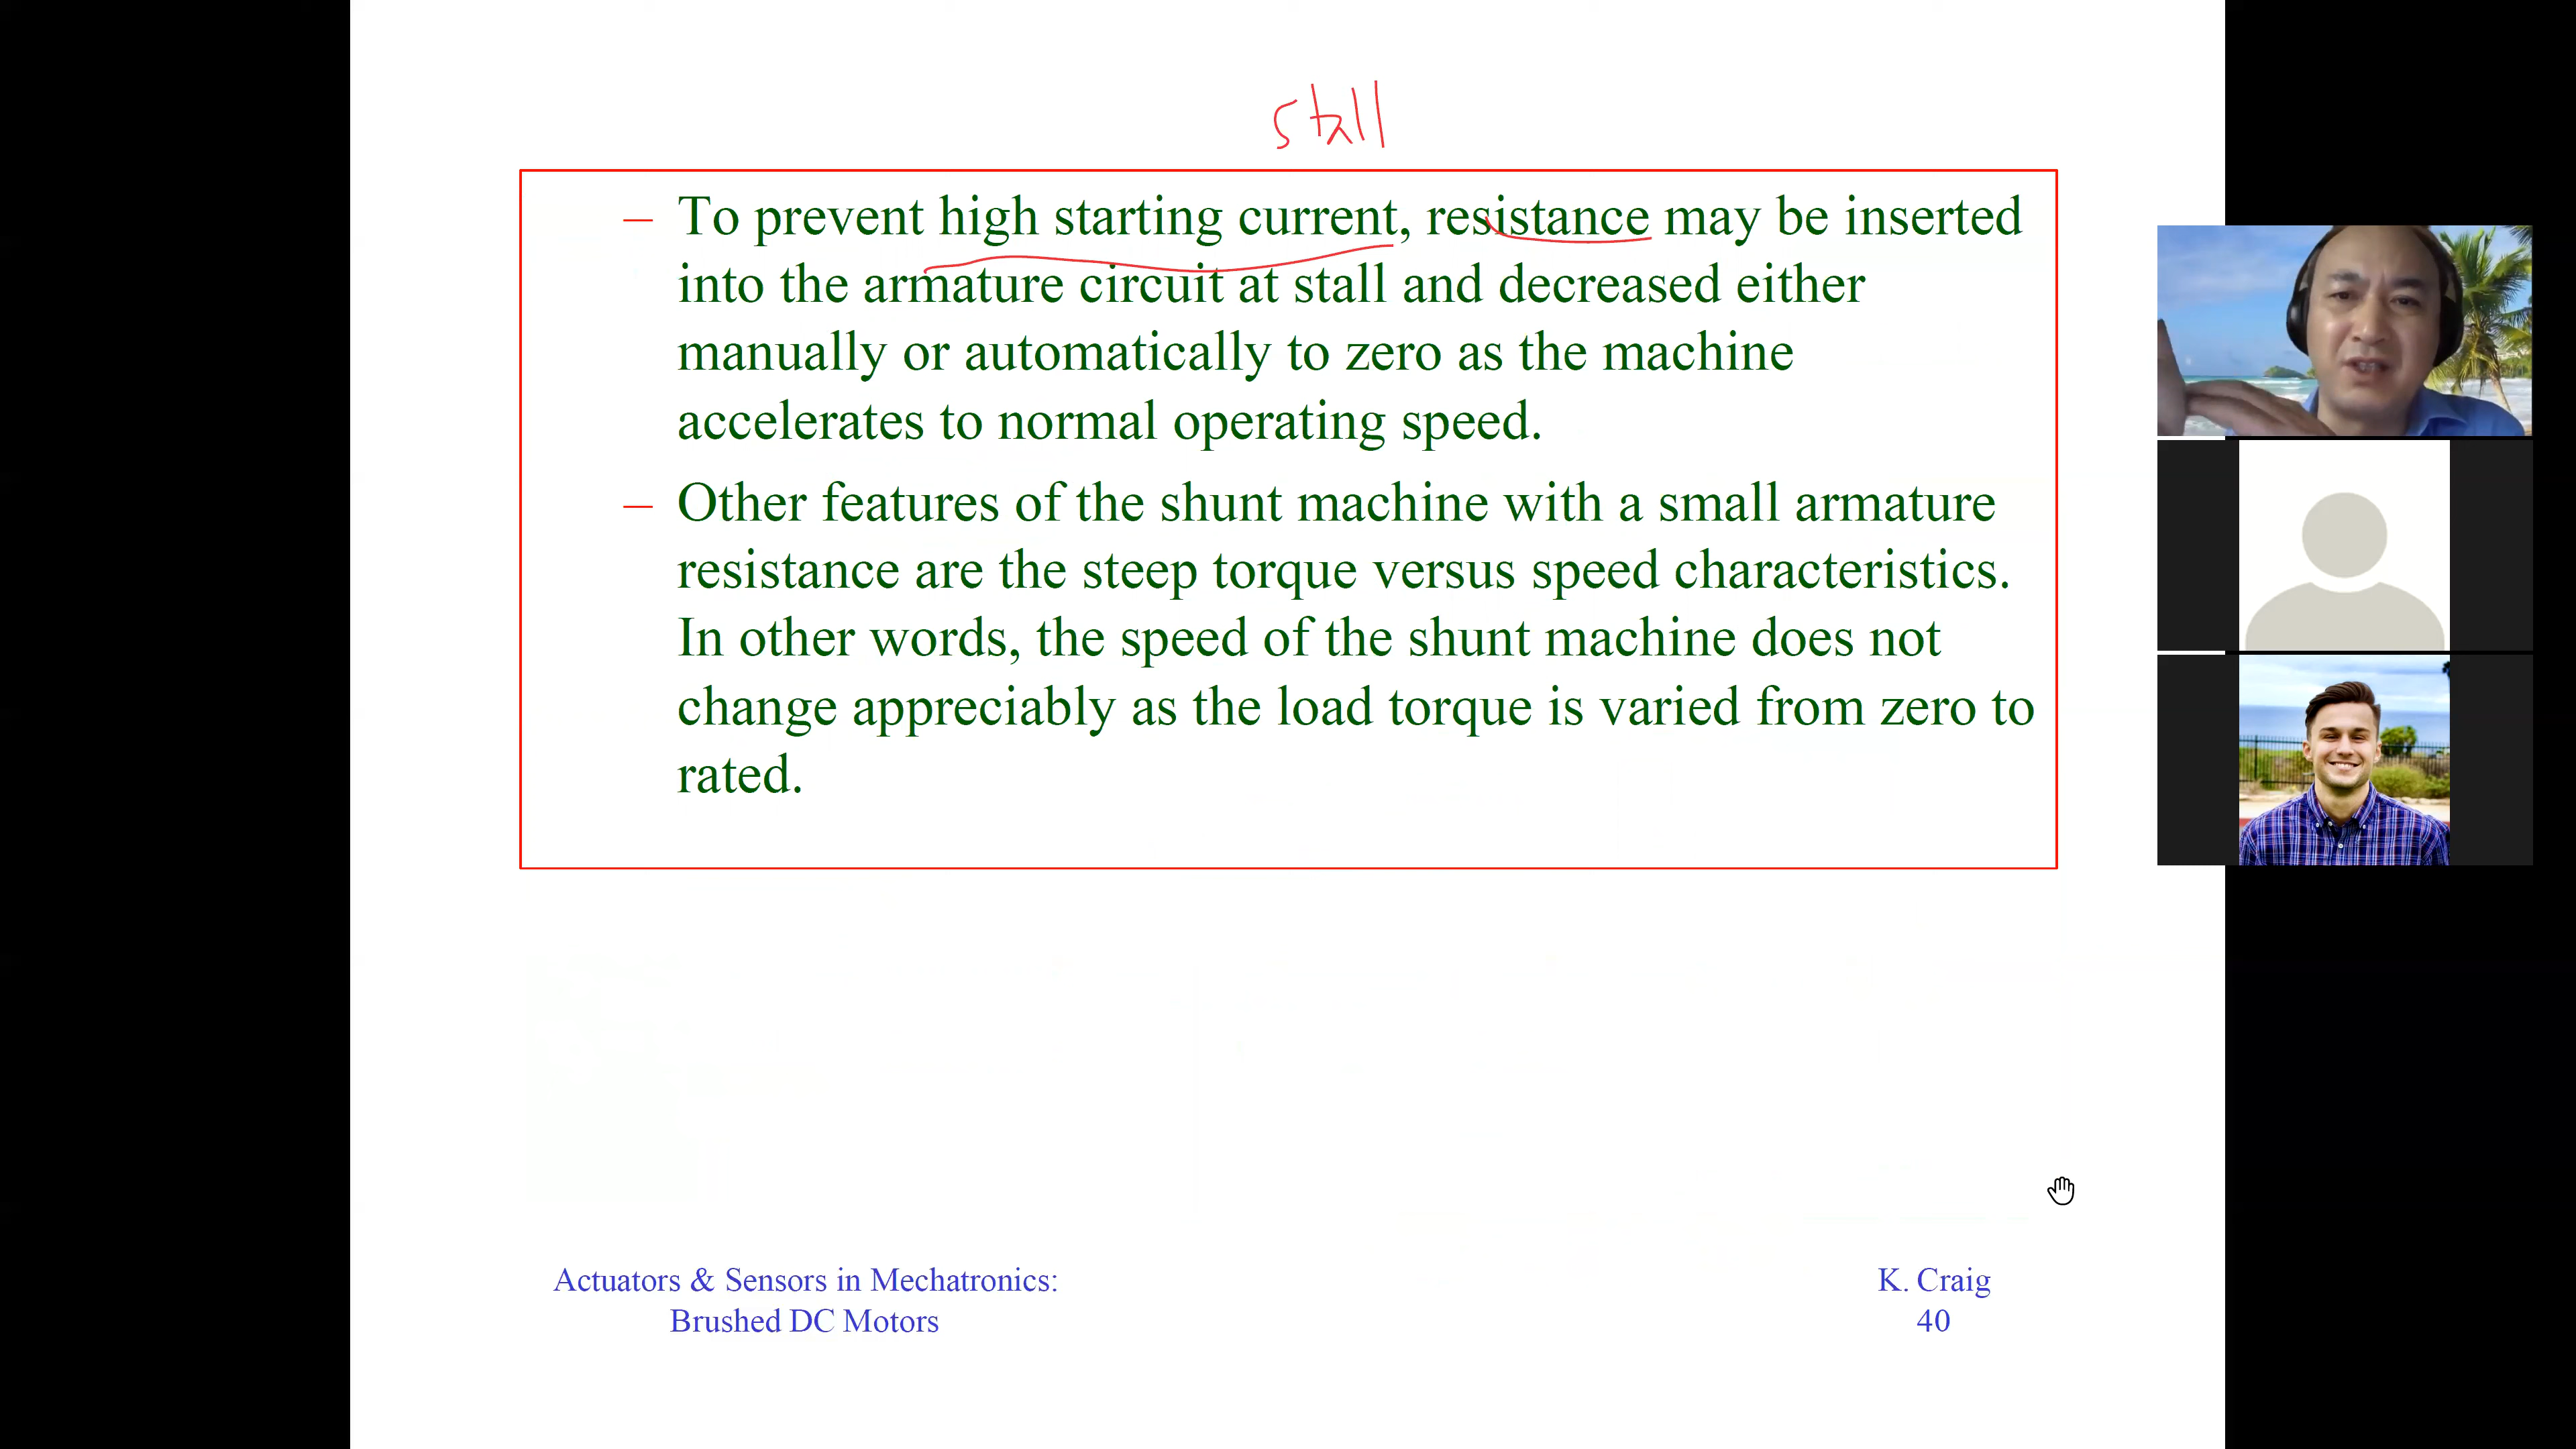 stall
– To prevent high starting current, resistance may be inserted
into the armature circuit at stall and decreased either
manually or automatically to zero as the machine
accelerates to normal operating speed.
– Other features of the shunt machine with a small armature
resistance are the steep torque versus speed characteristics.
In other words, the speed of the shunt machine does not
change appreciably as the load torque is varied from zero to
rated.
Actuators & Sensors in Mechatronics:
Brushed DC Motors
K. Craig
40